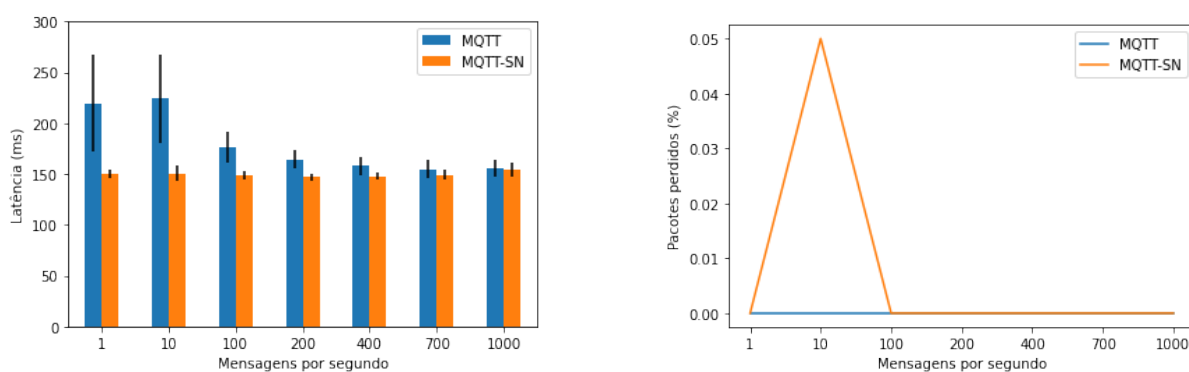 300
250
200
150
100
50
0
Latência (ms)
MQTT
MQTT-SN
1 10 100 200 400 700 1000
Mensagens por segundo
0.05
0.04
0.03
0.02
0.01
0.00
Pacotes perdidos (%)
MQTT
MQTT-SN
1 10 100 200 400 700 1000
Mensagens por segundo